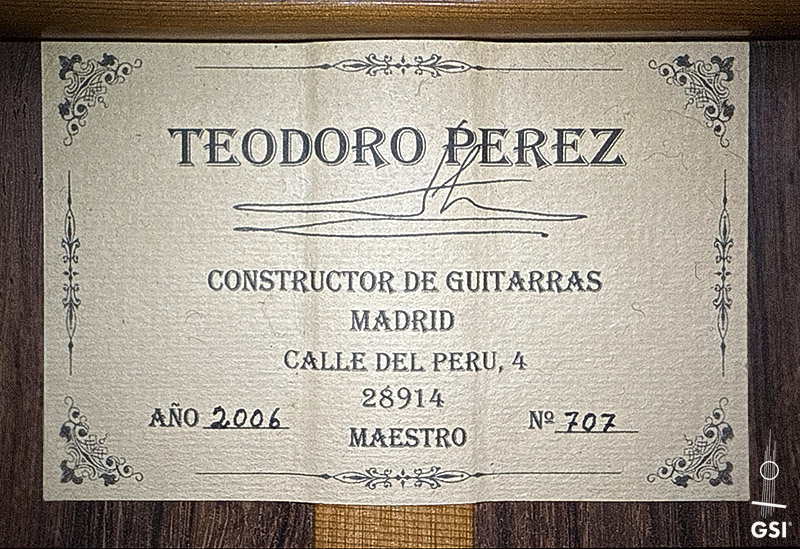 TEODORO PEREZ
CONSTRUCTOR DE GUITARRAS
MADRID
CALLE DEL PERU, 4
28914
AÑO 2006
MAESTRO
Nº 707
GSI